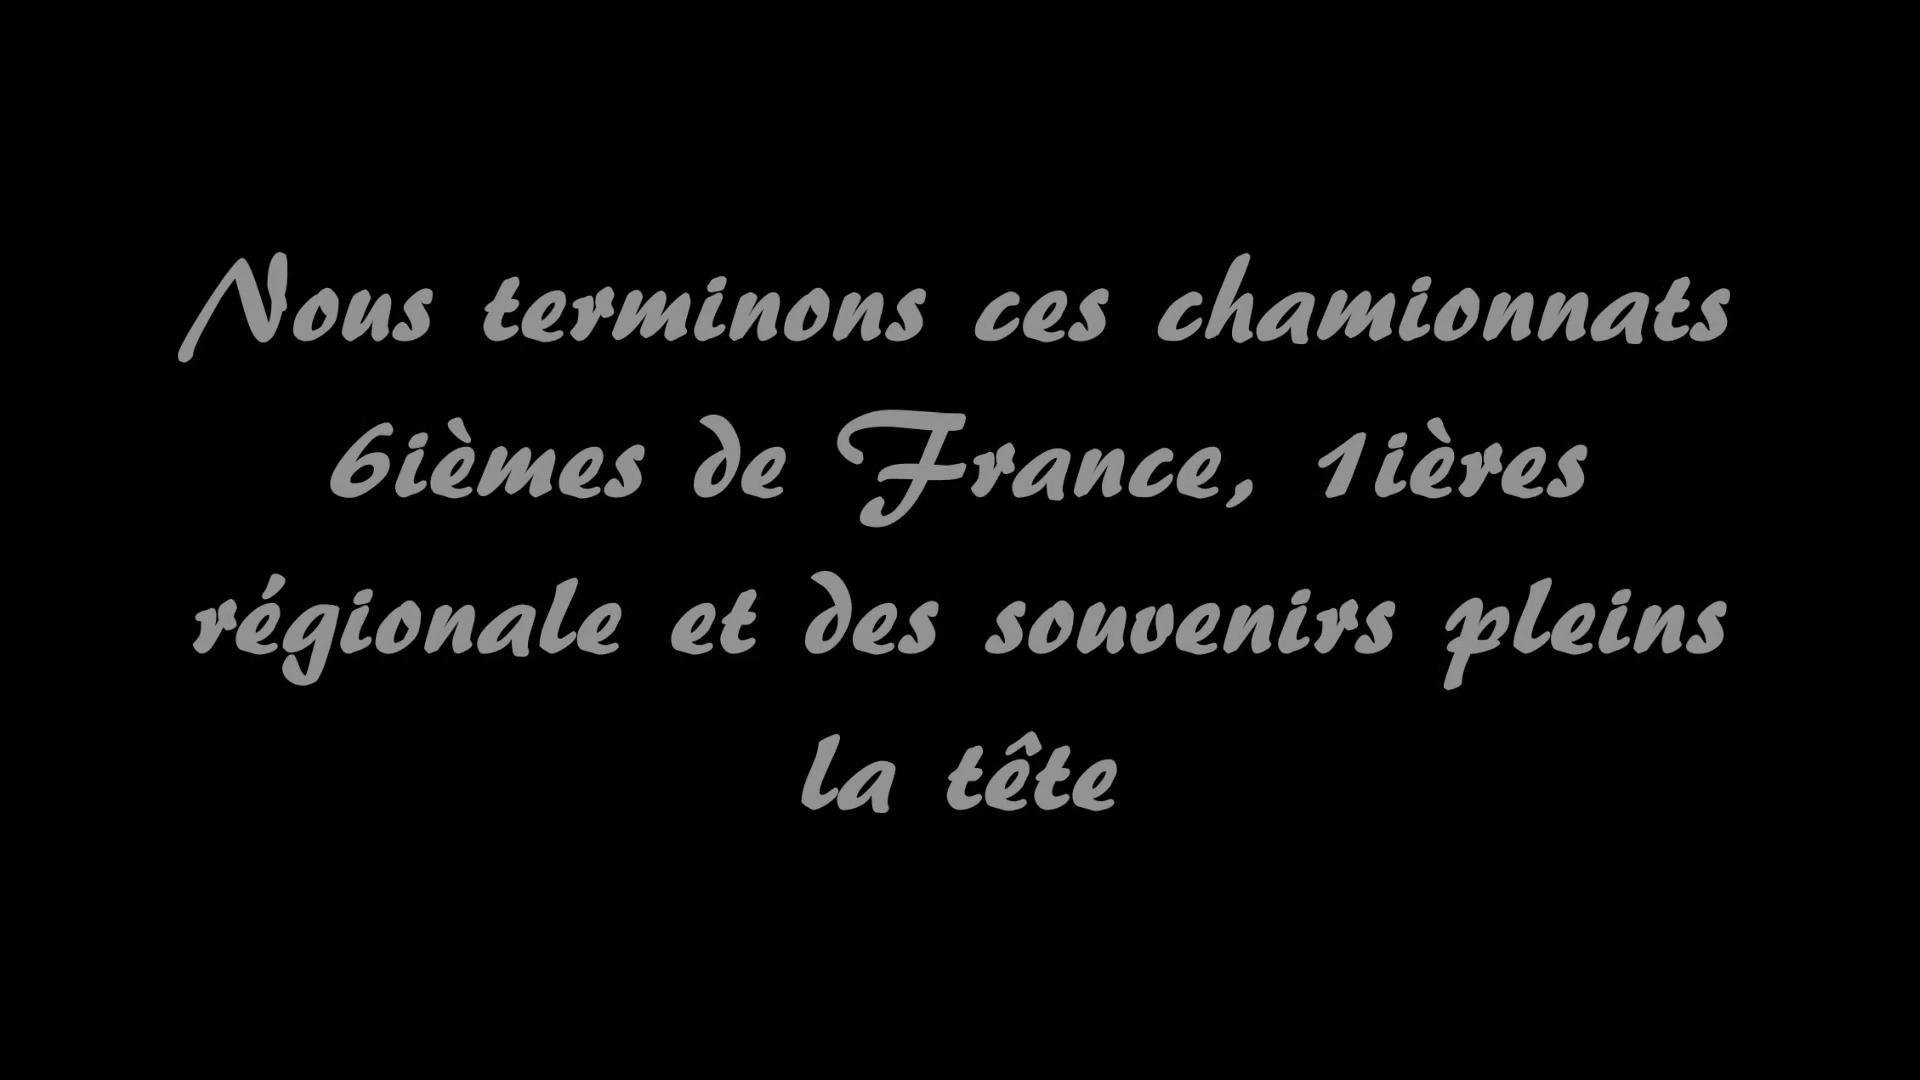 Nous terminons ces chamionnats
6ièmes de France, 1ières
régionale et des souvenirs pleins
la tête